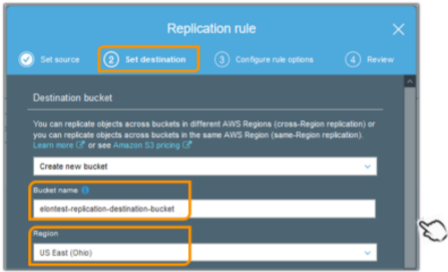 Replication rule
Set source
2 Set destination
3 Configure rule options
4 Review
Destination bucket
You can replicate objects across buckets in different AWS Regions (cross-Region replication) or
you can replicate objects across buckets in the same AWS Region (same-Region replication).
Learn more or see Amazon S3 pricing
Create new bucket
Bucket name
elontest-replication-destination-bucket
Region
US East (Ohio)